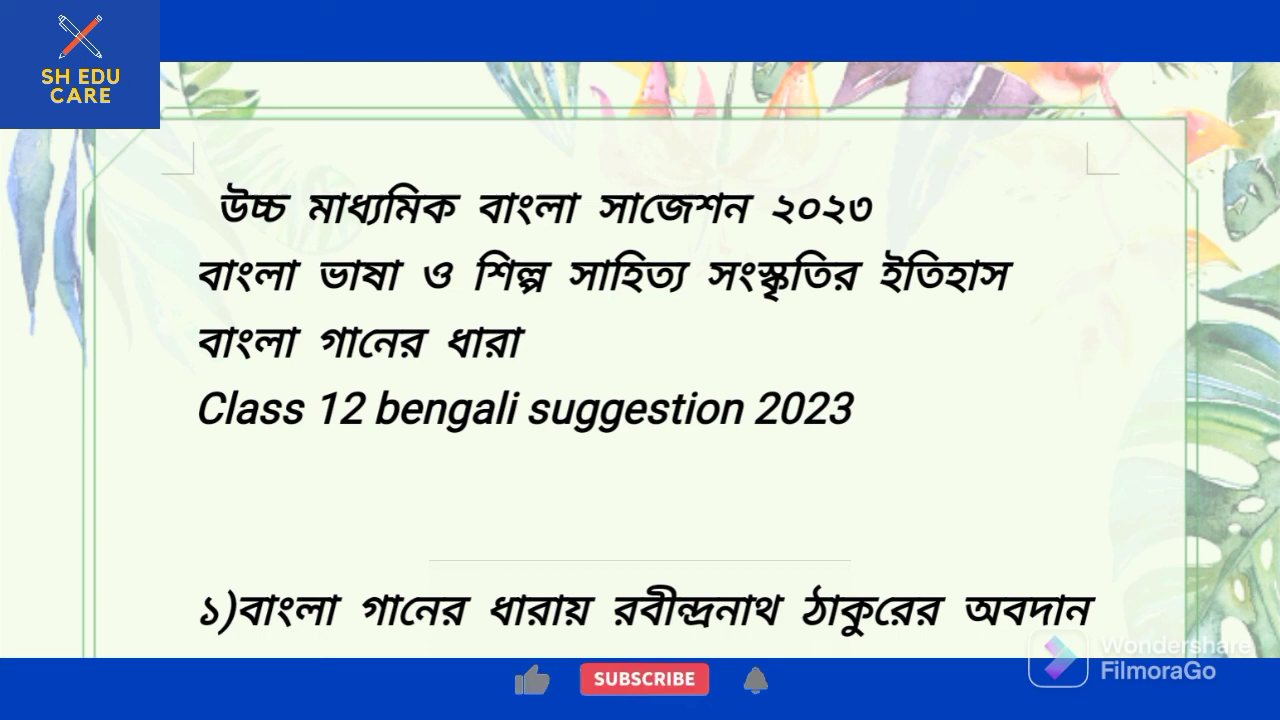 SH EDU
CARE
উচ্চ মাধ্যমিক বাংলা সাজেশন ২০২৩
বাংলা ভাষা ও শিল্প সাহিত্য সংস্কৃতির ইতিহাস
বাংলা গানের ধারা
Class 12 bengali suggestion 2023
১)বাংলা গানের ধারায় রবীন্দ্রনাথ ঠাকুরের অবদান
Wondershare
FilmoraGo
SUBSCRIBE